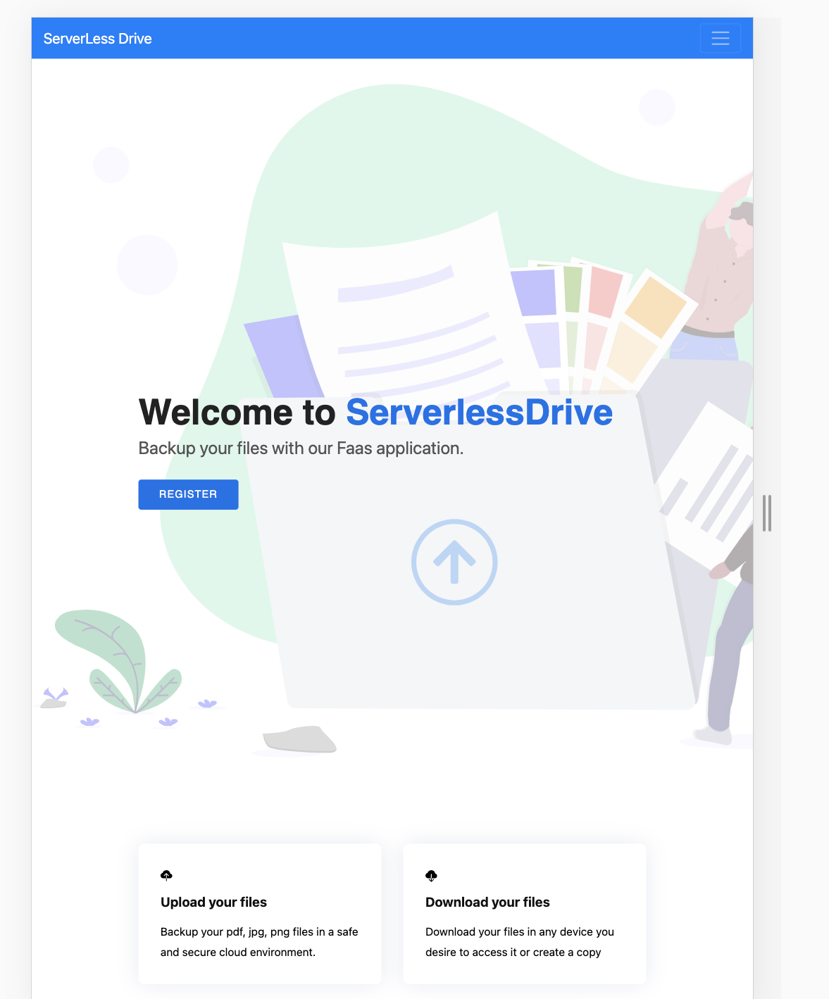 ServerLess Drive
Welcome to ServerlessDrive
Backup your files with our Faas application.
REGISTER
Upload your files
Backup your pdf, jpg, png files in a safe
and secure cloud environment.
Download your files
Download your files in any device you
desire to access it or create a copy